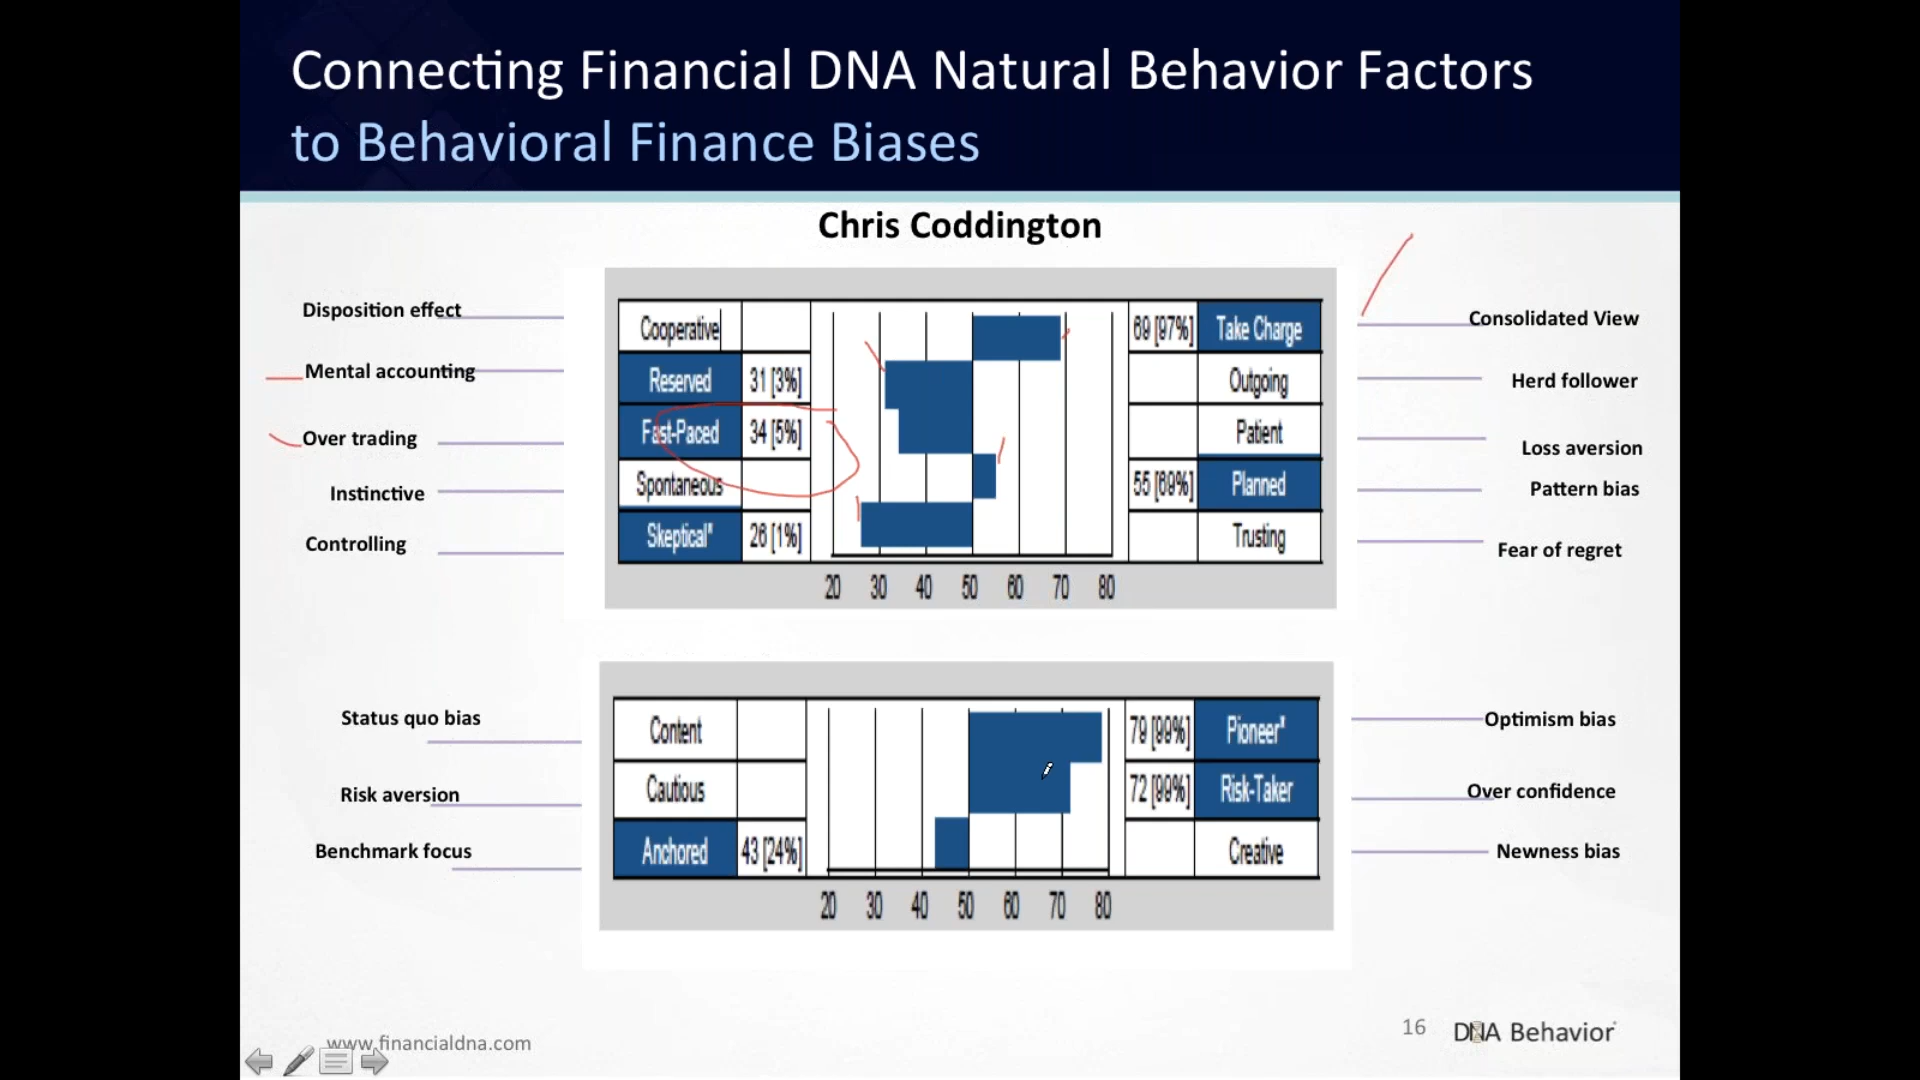 Connecting Financial DNA Natural Behavior Factors
to Behavioral Finance Biases
Chris Coddington
Disposition effect
Cooperative
69 [97%]
Take Charge
Consolidated View
Mental accounting
Reserved
31 [3%]
Outgoing
Herd follower
Over trading
Fast-Paced
34 [5%]
Patient
Loss aversion
Instinctive
Spontaneous
55 [69%]
Planned
Pattern bias
Controlling
Skeptical*
26 [1%]
Trusting
Fear of regret
20 30 40 50 60 70 80
Status quo bias
Content
79 [99%]
Pioneer*
Optimism bias
Risk aversion
Cautious
72 [99%]
Risk-Taker
Over confidence
Benchmark focus
Anchored
43 [24%]
Creative
Newness bias
20 30 40 50 60 70 80
www.financialdna.com
16
DNA Behavior